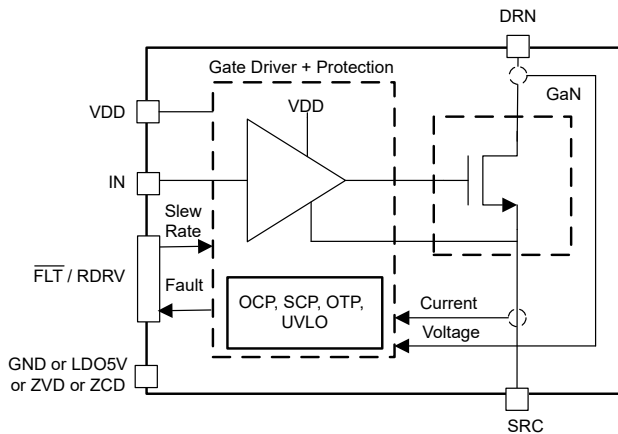 DRN
Gate Driver + Protection
GaN
VDD
VDD
IN
Slew
Rate
FLT / RDRV
Fault
OCP, SCP, OTP,
UVLO
Current
Voltage
GND or LDO5V
or ZVD or ZCD
SRC